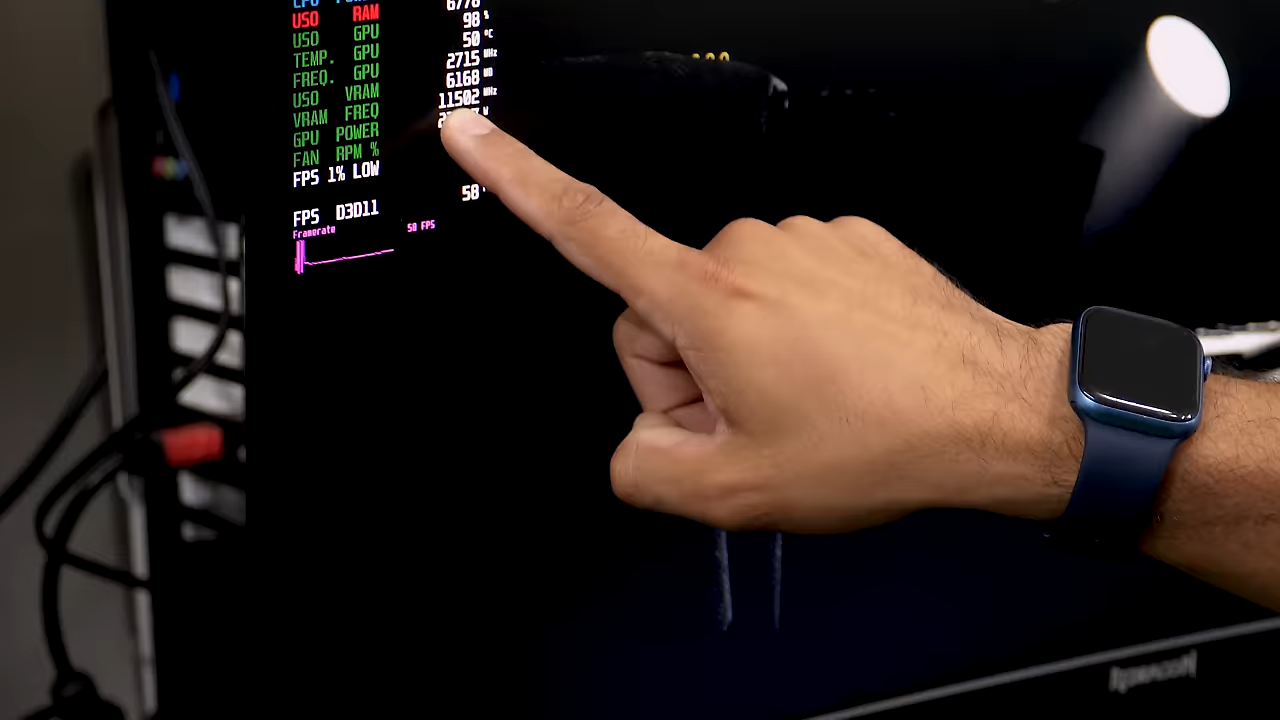 USO RAM 6778
USO GPU 98 %
TEMP. GPU 50 °C
FREQ. GPU 2715 MHz
USO VRAM 6168 MB
VRAM FREQ 11502 MHz
GPU POWER W
FAN RPM %
FPS 1% LOW
FPS D3D11 58
Framerate 58 FPS